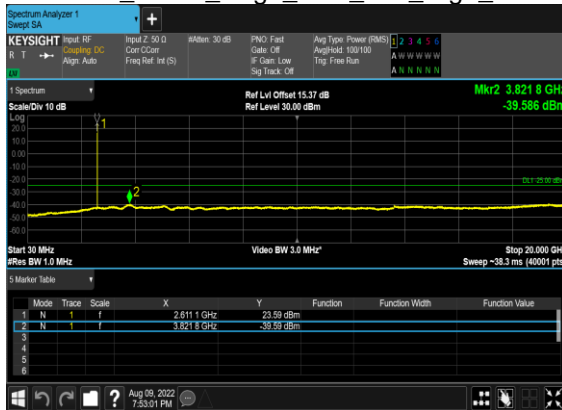 Spectrum Analyzer 1
Swept SA
+
KEYSIGHT Input: RF Input Z: 50 Ω #Atten: 30 dB PNO: Fast Avg Type: Power (RMS) 1 2 3 4 5 6
R T Coupling: DC Corr CCorr Gate: Off Avg|Hold: 100/100 A W W W W W
Align: Auto Freq Ref: Int (S) IF Gain: Low Trig: Free Run
Sig Track: Off A N N N N N
LXI
1 Spectrum Ref Lvl Offset 15.37 dB Mkr2 3.821 8 GHz
Scale/Div 10 dB Ref Level 30.00 dBm -39.586 dBm
Log
1
20.0
10.0
0.00
-10.0
-20.0
DL1 -25.00 dBm
-30.0
2
-40.0
-50.0
-60.0
Start 30 MHz Video BW 3.0 MHz* Stop 20.000 GH
#Res BW 1.0 MHz Sweep ~38.3 ms (40001 pts
5 Marker Table
Mode Trace Scale X Y Function Function Width Function Value
1 N 1 f 2.611 1 GHz 23.59 dBm
2 N 1 f 3.821 8 GHz -39.59 dBm
3
4
5
6
? Aug 09, 2022
7:53:01 PM